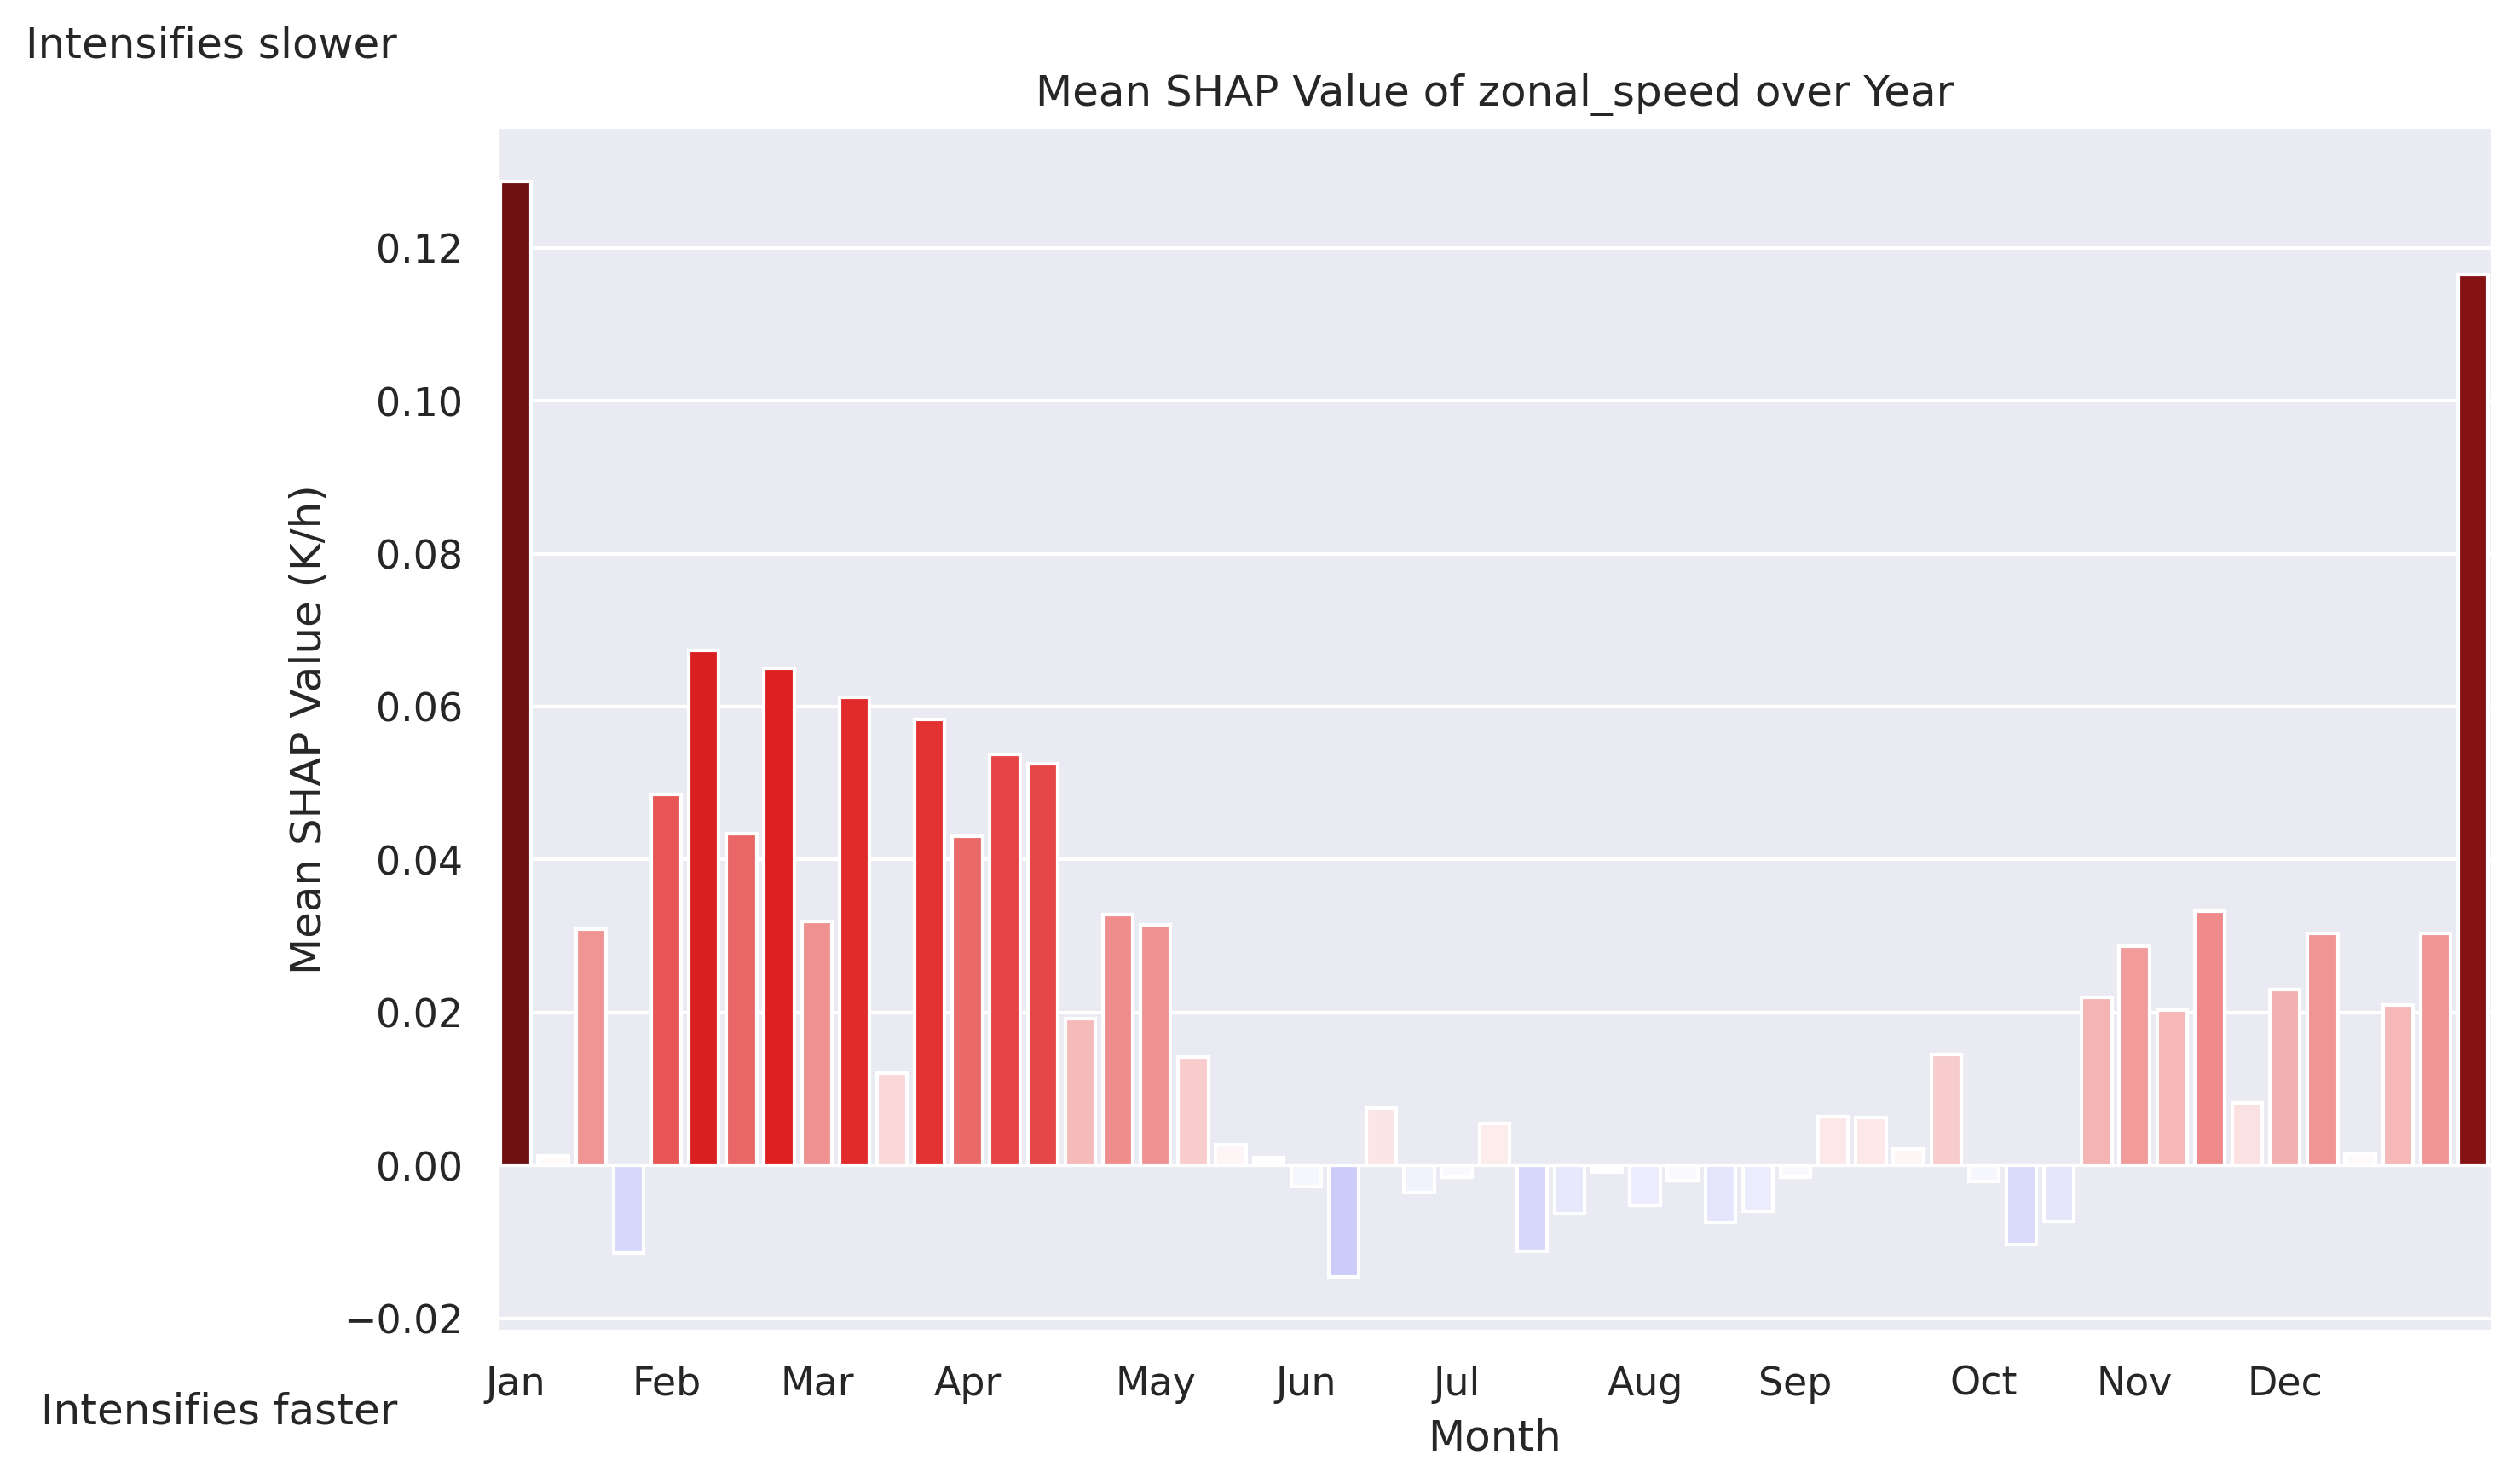 Intensifies slower
Mean SHAP Value of zonal_speed over Year
Mean SHAP Value (K/h)
0.12
0.10
0.08
0.06
0.04
0.02
0.00
−0.02
Jan Feb Mar Apr May Jun Jul Aug Sep Oct Nov Dec
Intensifies faster
Month